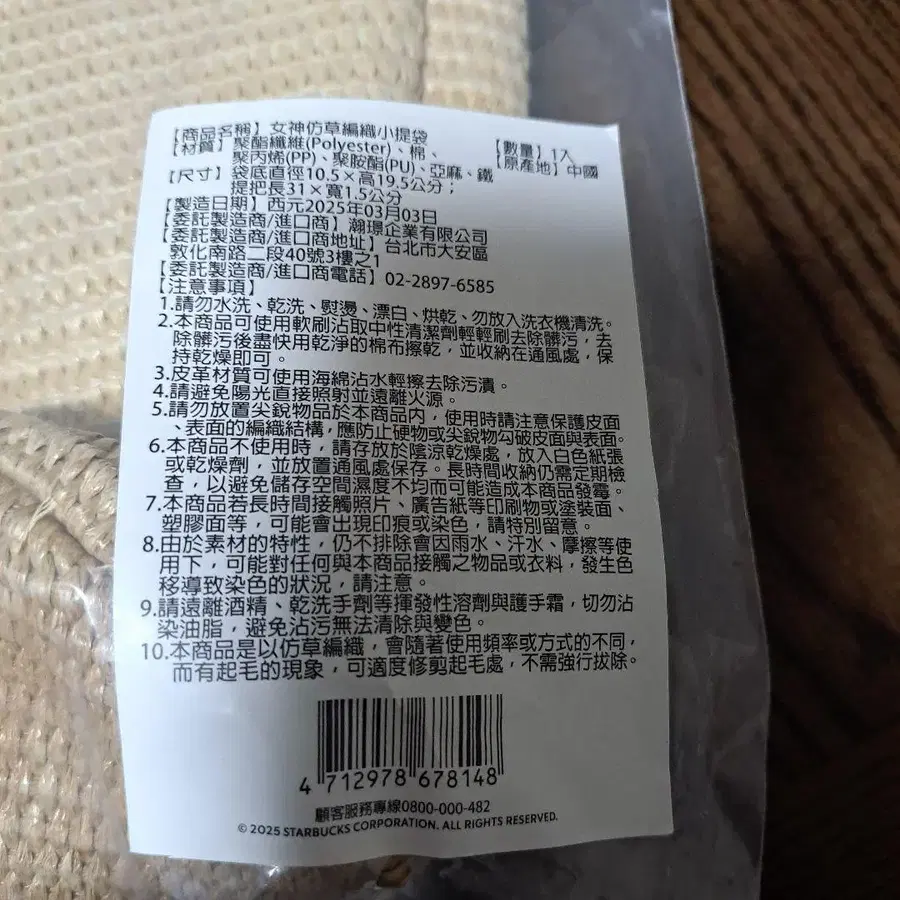 【商品名稱】女神仿草編織小提袋
【數量】1入
【材質】聚酯纖維(Polyester)、棉、
【原產地】中國
聚丙烯(PP)、聚胺酯(PU)、亞麻、鐵
【尺寸】袋底直徑10.5×高19.5公分；
提把長31×寬1.5公分
【製造日期】西元2025年03月03日
【委託製造商/進口商】瀚璟企業有限公司
【委託製造商/進口商地址】台北市大安區
敦化南路二段40號3樓之1
【委託製造商/進口商電話】02-2897-6585
【注意事項】
1.請勿水洗、乾洗、熨燙、漂白、烘乾、勿放入洗衣機清洗。
2.本商品可使用軟刷沾取中性清潔劑輕輕刷去除髒污，去
除髒污後盡快用乾淨的棉布擦乾，並收納在通風處，保
持乾燥即可。
3.皮革材質可使用海綿沾水輕擦去除污漬。
4.請避免陽光直接照射並遠離火源。
5.請勿放置尖銳物品於本商品內，使用時請注意保護皮面
、表面的編織結構，應防止硬物或尖銳物勾破皮面與表面。
6.本商品不使用時，請存放於陰涼乾燥處，放入白色紙張
或乾燥劑，並放置通風處保存。長時間收納仍需定期檢
查，以避免儲存空間濕度不均而可能造成本商品發霉。
7.本商品若長時間接觸照片、廣告紙等印刷物或塗裝面、
塑膠面等，可能會出現印痕或染色，請特別留意。
8.由於素材的特性，仍不排除會因雨水、汗水、摩擦等使
用下，可能對任何與本商品接觸之物品或衣料，發生色
移導致染色的狀況，請注意。
9.請遠離酒精、乾洗手劑等揮發性溶劑與護手霜，切勿沾
染油脂，避免沾污無法清除與變色。
10.本商品是以仿草編織，會隨著使用頻率或方式的不同，
而有起毛的現象，可適度修剪起毛處，不需強行拔除。
4 712978 678148
顧客服務專線0800-000-482
© 2025 STARBUCKS CORPORATION. ALL RIGHTS RESERVED.